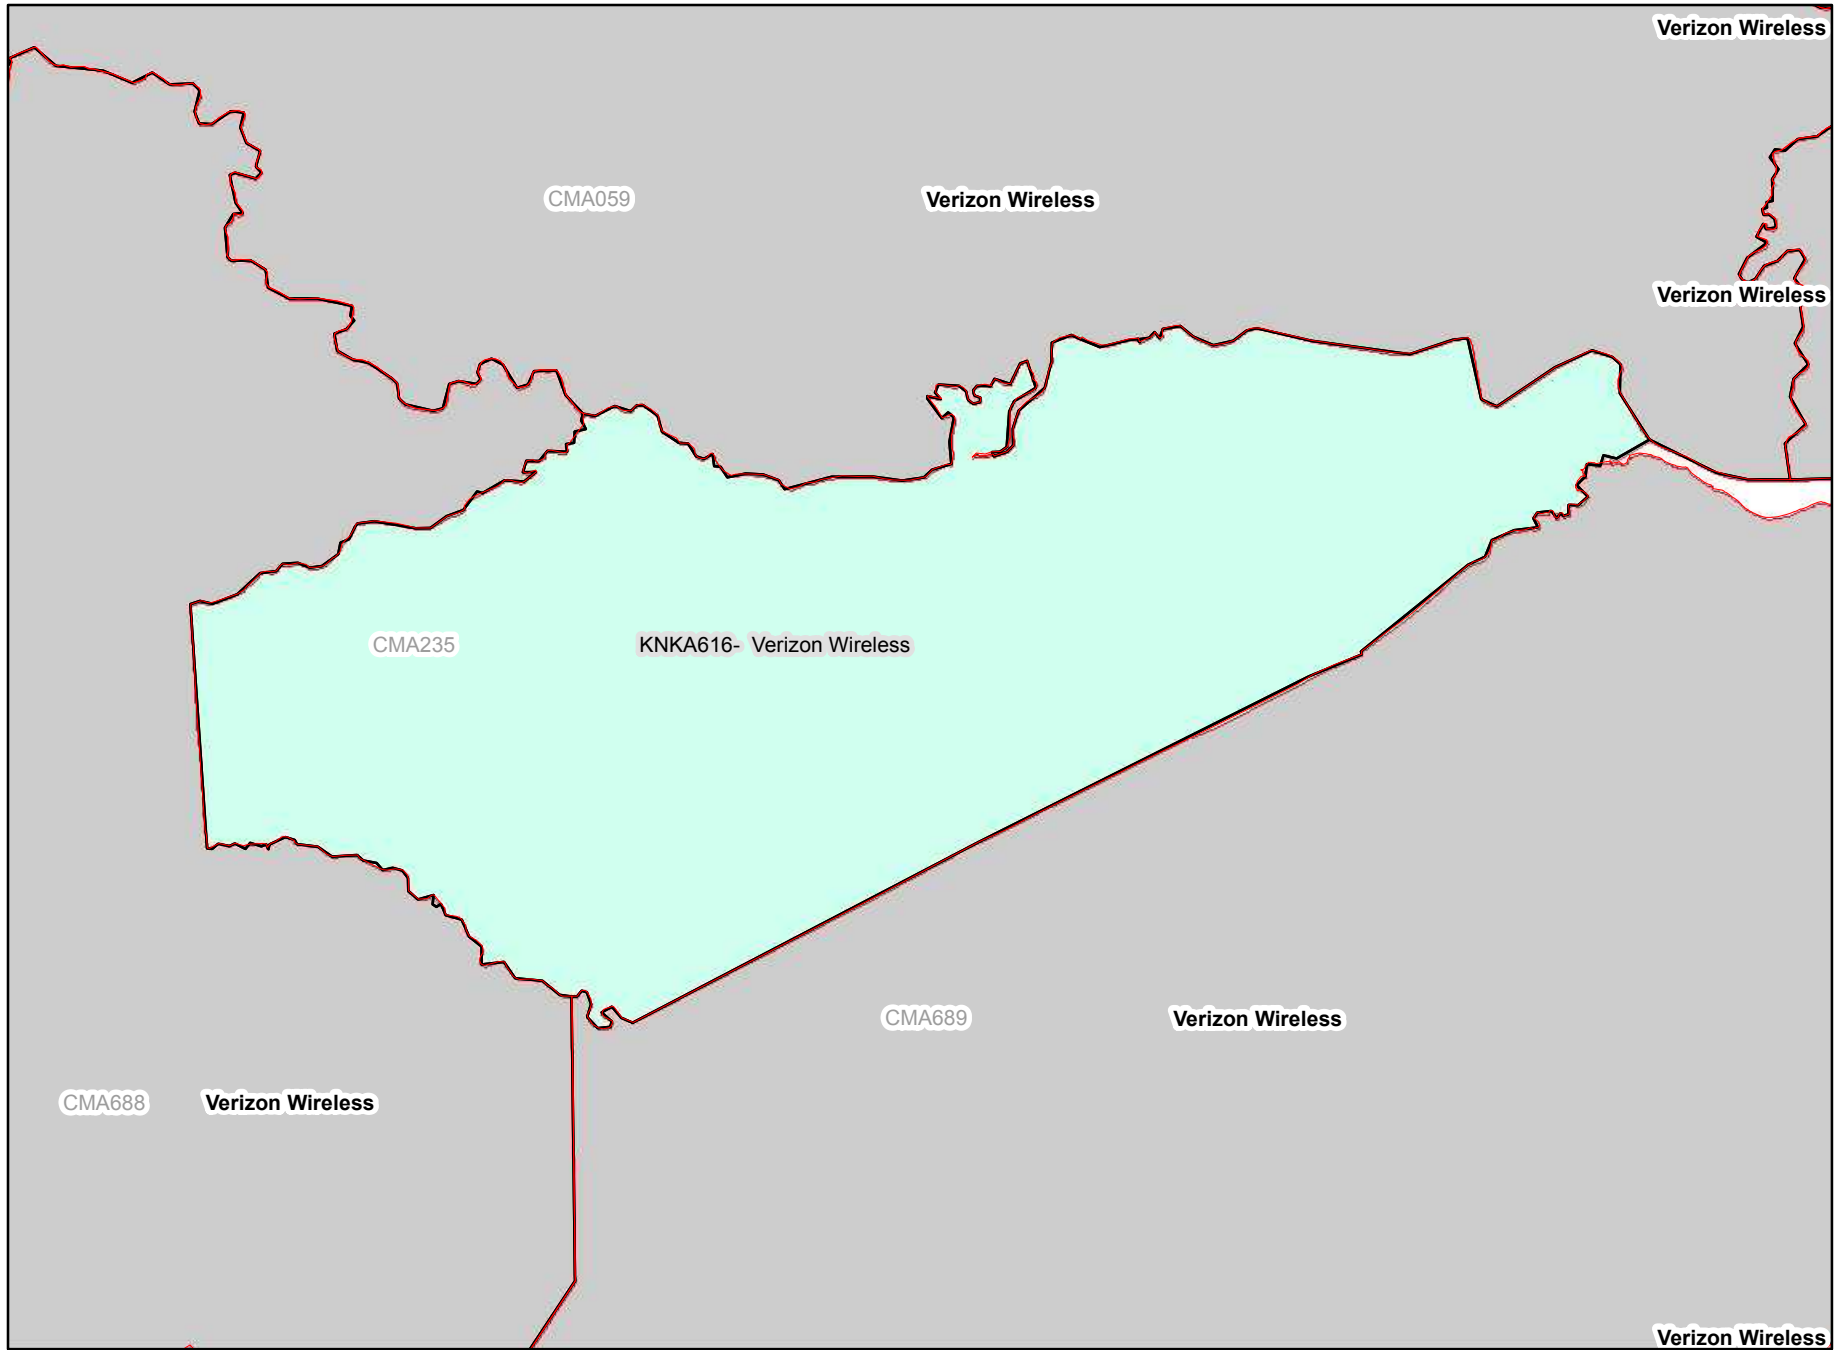 Verizon Wireless
CMA059 Verizon Wireless
Verizon Wireless
CMA235 KNKA616- Verizon Wireless
CMA689 Verizon Wireless
CMA688 Verizon Wireless
Verizon Wireless